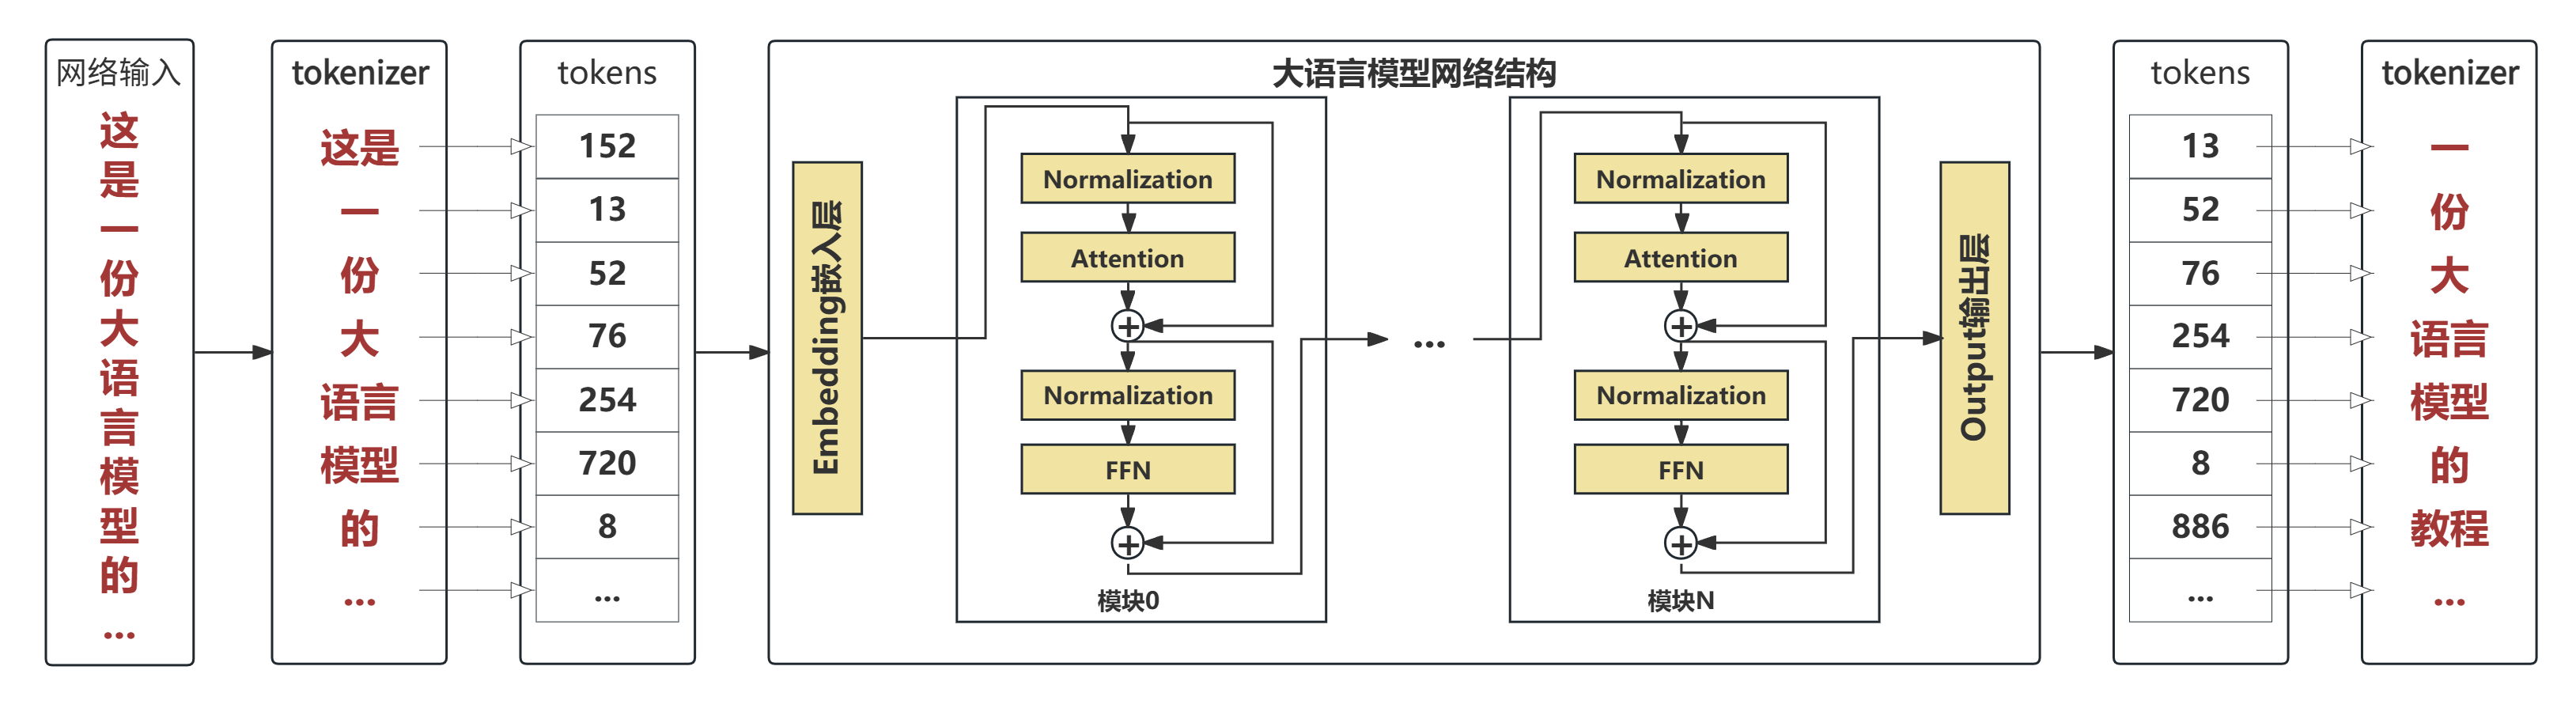 网络输入
这
是
一
份
大
语
言
模
型
的
...
tokenizer
这是
一
份
大
语言
模型
的
...
tokens
152
13
52
76
254
720
8
...
大语言模型网络结构
Embedding嵌入层
Normalization
Attention
+
Normalization
FFN
+
模块0
...
Normalization
Attention
+
Normalization
FFN
+
模块N
Output输出层
tokens
13
52
76
254
720
8
886
...
tokenizer
一
份
大
语言
模型
的
教程
...